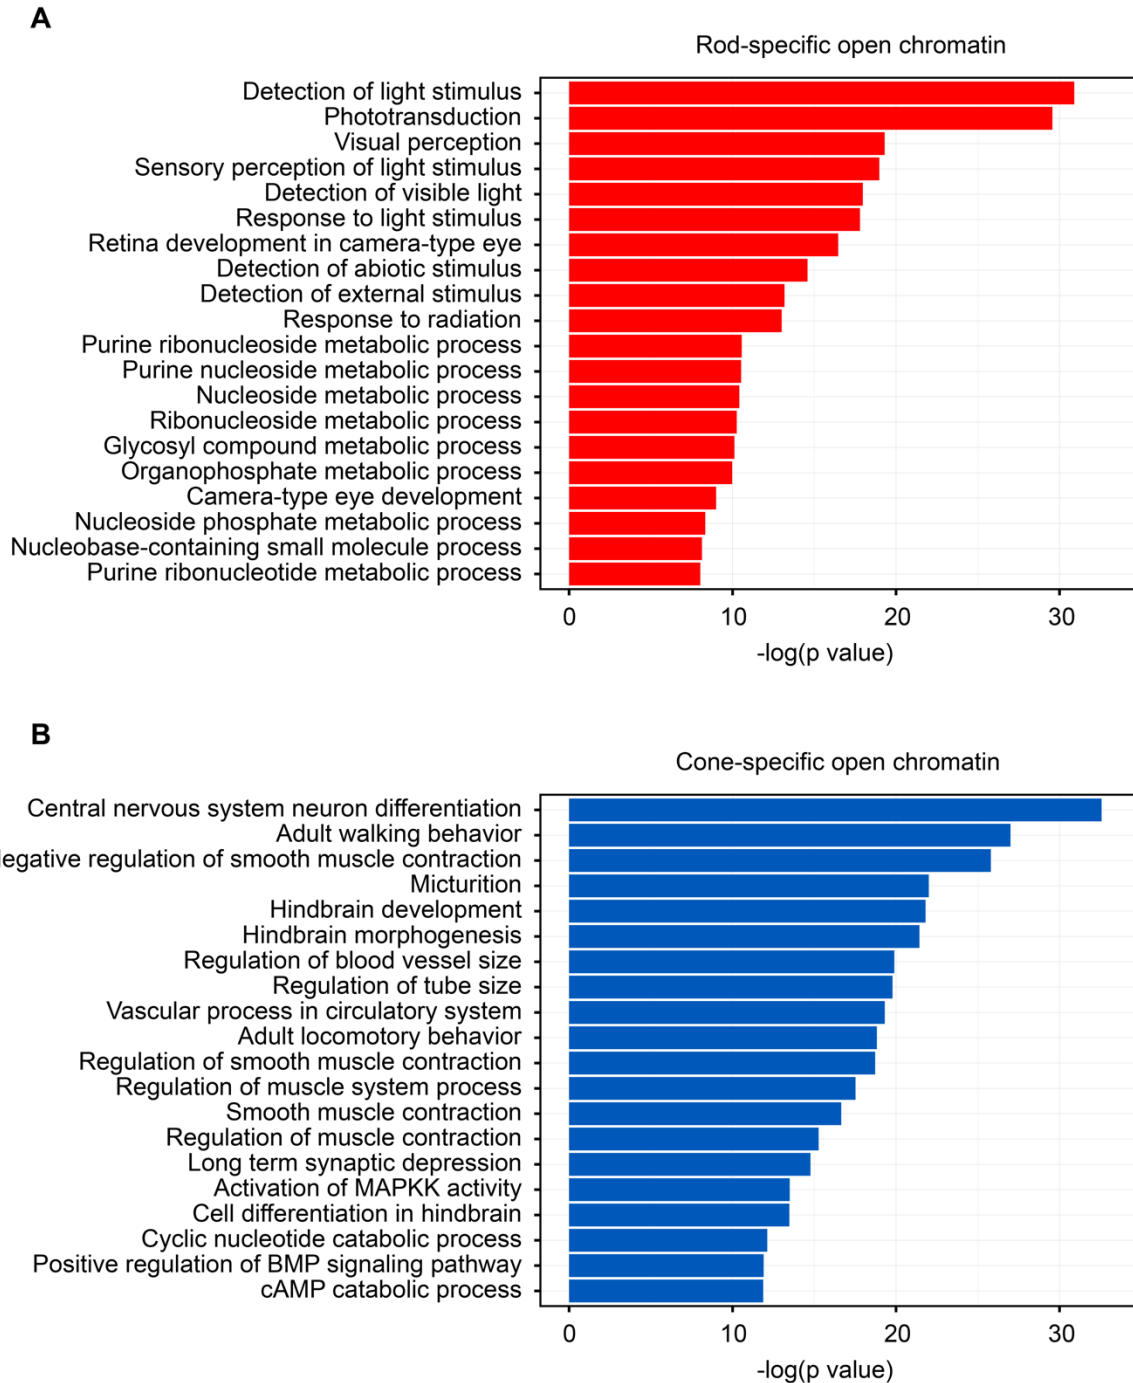 A
Rod-specific open chromatin
Detection of light stimulus
Phototransduction
Visual perception
Sensory perception of light stimulus
Detection of visible light
Response to light stimulus
Retina development in camera-type eye
Detection of abiotic stimulus
Detection of external stimulus
Response to radiation
Purine ribonucleoside metabolic process
Purine nucleoside metabolic process
Nucleoside metabolic process
Ribonucleoside metabolic process
Glycosyl compound metabolic process
Organophosphate metabolic process
Camera-type eye development
Nucleoside phosphate metabolic process
Nucleobase-containing small molecule process
Purine ribonucleotide metabolic process
0 10 20 30
-log(p value)
B
Cone-specific open chromatin
Central nervous system neuron differentiation
Adult walking behavior
regulation of smooth muscle contraction
Micturition
Hindbrain development
Hindbrain morphogenesis
Regulation of blood vessel size
Regulation of tube size
Vascular process in circulatory system
Adult locomotory behavior
Regulation of smooth muscle contraction
Regulation of muscle system process
Smooth muscle contraction
Regulation of muscle contraction
Long term synaptic depression
Activation of MAPKK activity
Cell differentiation in hindbrain
Cyclic nucleotide catabolic process
Positive regulation of BMP signaling pathway
cAMP catabolic process
0 10 20 30
-log(p value)